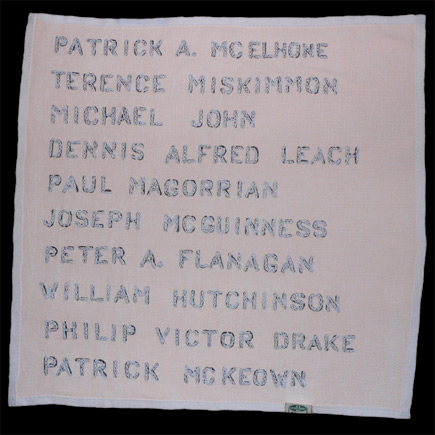 PATRICK A. MCELHONE
TERENCE MISKIMMON
MICHAEL JOHN
DENNIS ALFRED LEACH
PAUL MAGORRIAN
JOSEPH MCGUINNESS
PETER A. FLANAGAN
WILLIAM HUTCHINSON
PHILIP VICTOR DRAKE
PATRICK MCKEOWN